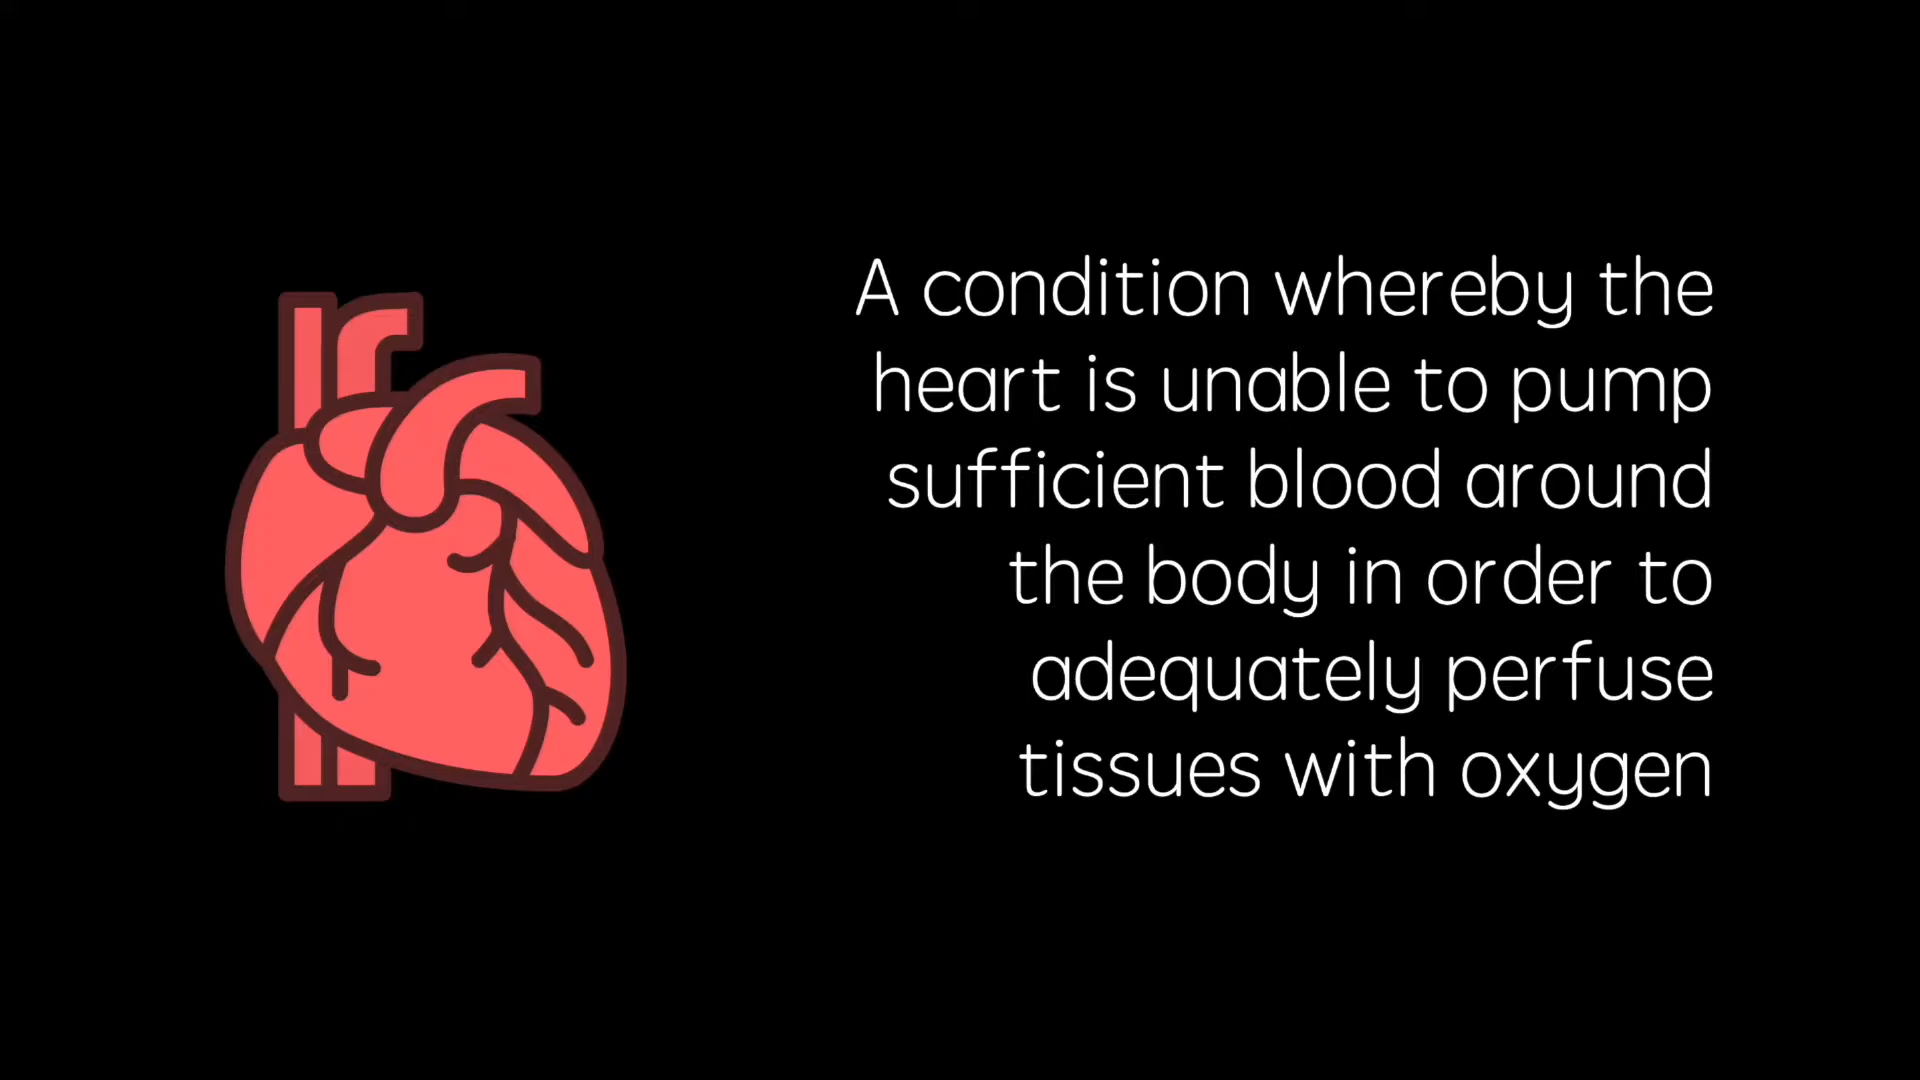 A condition whereby the
heart is unable to pump
sufficient blood around
the body in order to
adequately perfuse
tissues with oxygen